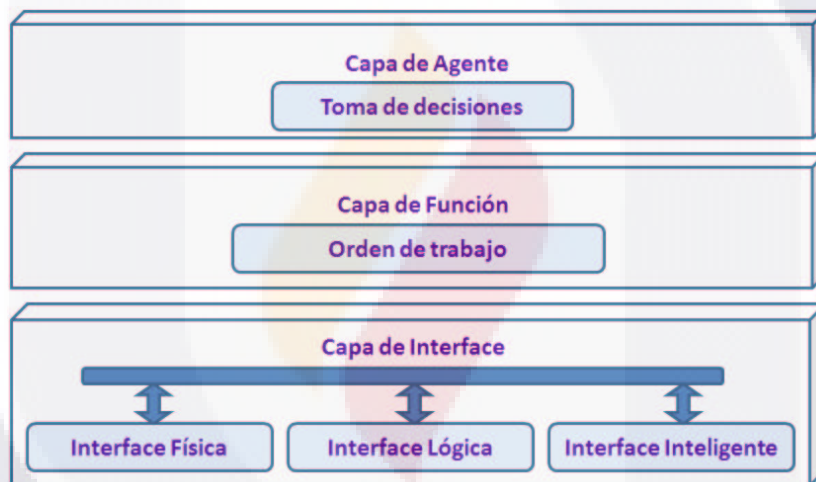 Capa de Agente
Toma de decisiones
Capa de Función
Orden de trabajo
Capa de Interface
Interface Física
Interface Lógica
Interface Inteligente